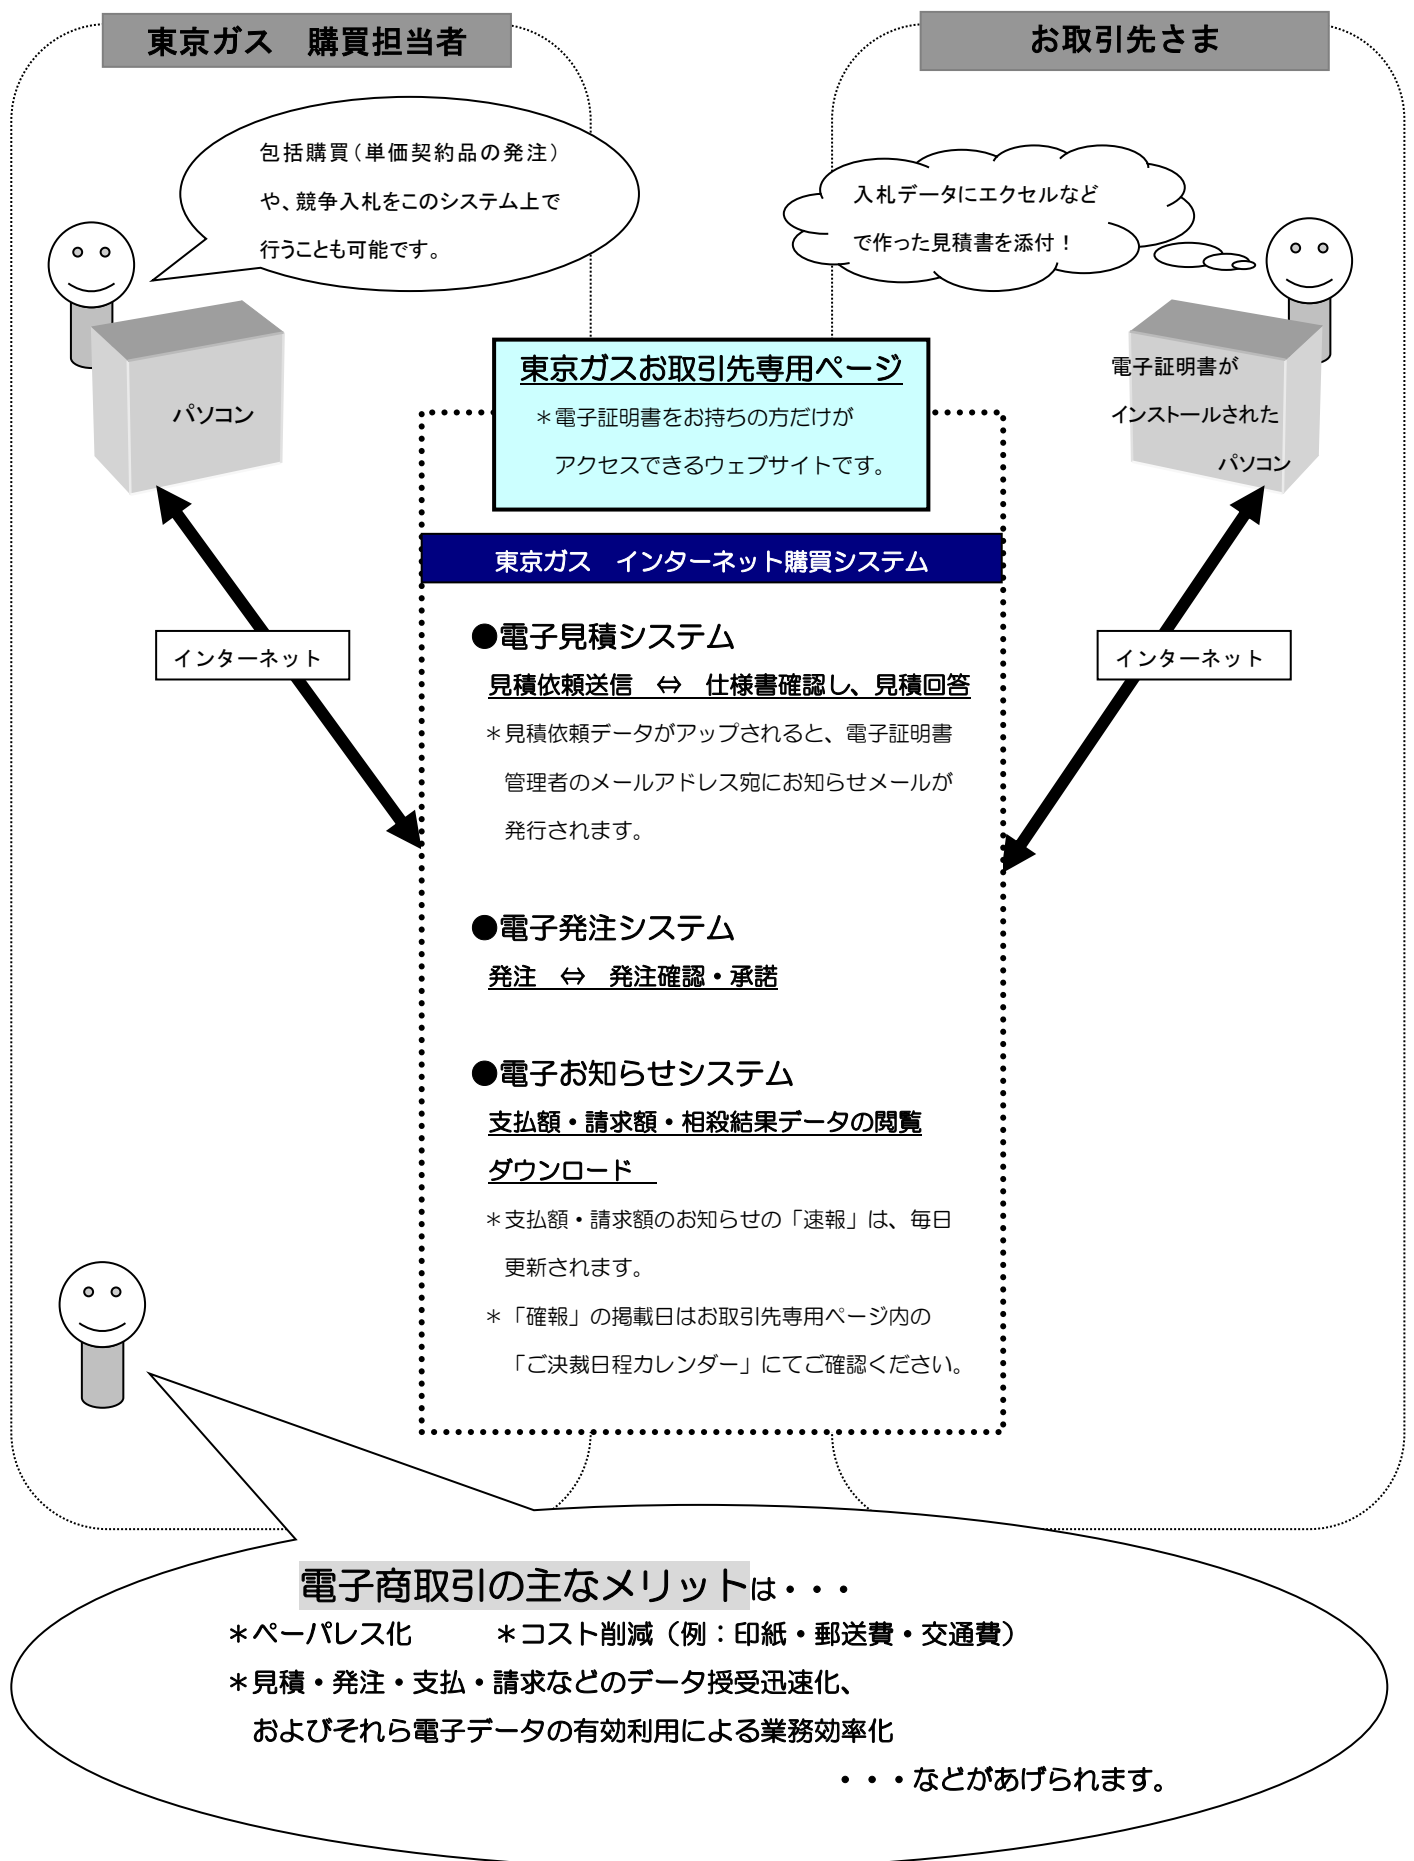 東京ガス　購買担当者
お取引先さま
包括購買（単価契約品の発注）
や、競争入札をこのシステム上で
行うことも可能です。
入札データにエクセルなど
で作った見積書を添付！
パソコン
電子証明書が
インストールされた
パソコン
東京ガスお取引先専用ページ
＊電子証明書をお持ちの方だけが
アクセスできるウェブサイトです。
東京ガス　インターネット購買システム
インターネット
インターネット
●電子見積システム
見積依頼送信　⇔　仕様書確認し、見積回答
＊見積依頼データがアップされると、電子証明書
管理者のメールアドレス宛にお知らせメールが
発行されます。
●電子発注システム
発注　⇔　発注確認・承諾
●電子お知らせシステム
支払額・請求額・相殺結果データの閲覧
ダウンロード
＊支払額・請求額のお知らせの「速報」は、毎日
更新されます。
＊「確報」の掲載日はお取引先専用ページ内の
「ご決裁日程カレンダー」にてご確認ください。
電子商取引の主なメリットは・・・
＊ペーパレス化　　　＊コスト削減（例：印紙・郵送費・交通費）
＊見積・発注・支払・請求などのデータ授受迅速化、
およびそれら電子データの有効利用による業務効率化
・・・などがあげられます。